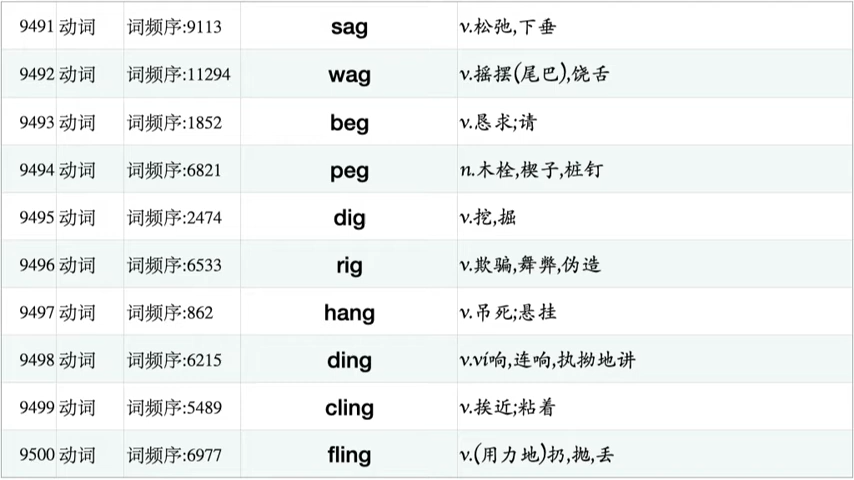 9491 动词 词频序:9113 sag v.松弛,下垂
9492 动词 词频序:11294 wag v.摇摆(尾巴),饶舌
9493 动词 词频序:1852 beg v.恳求;请
9494 动词 词频序:6821 peg n.木栓,楔子,桩钉
9495 动词 词频序:2474 dig v.挖,掘
9496 动词 词频序:6533 rig v.欺骗,舞弊,伪造
9497 动词 词频序:862 hang v.吊死;悬挂
9498 动词 词频序:6215 ding v.vi响,连响,执拗地讲
9499 动词 词频序:5489 cling v.挨近;粘着
9500 动词 词频序:6977 fling v.(用力地)扔,抛,丢